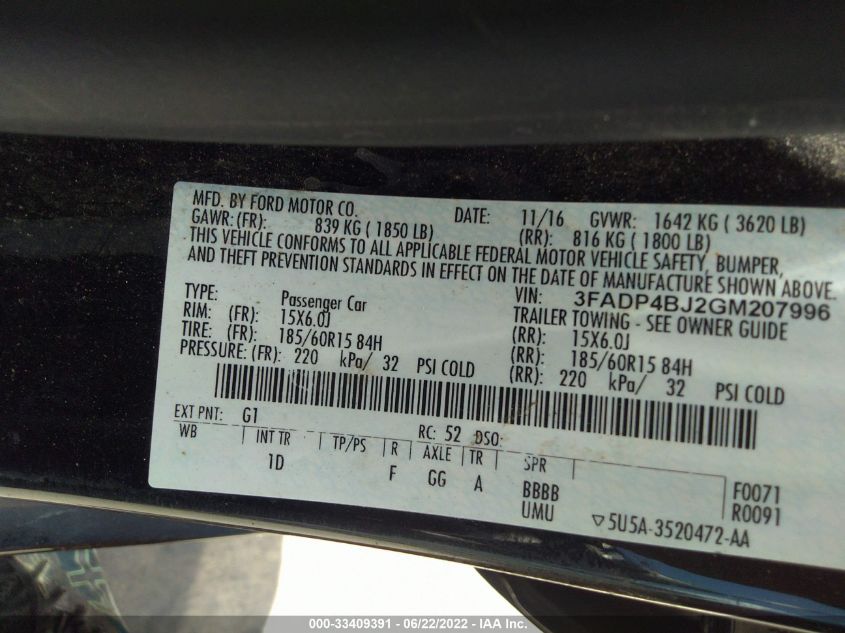 MFD. BY FORD MOTOR CO. DATE: 11/16 GVWR: 1642 KG ( 3620 LB)
GAWR: (FR): 839 KG ( 1850 LB) (RR): 816 KG ( 1800 LB)
THIS VEHICLE CONFORMS TO ALL APPLICABLE FEDERAL MOTOR VEHICLE SAFETY, BUMPER,
AND THEFT PREVENTION STANDARDS IN EFFECT ON THE DATE OF MANUFACTURE SHOWN ABOVE.
VIN: 3FADP4BJ2GM207996
TYPE: Passenger Car TRAILER TOWING - SEE OWNER GUIDE
RIM: (FR): 15X6.0J (RR): 15X6.0J
TIRE: (FR): 185/60R15 84H (RR): 185/60R15 84H
PRESSURE: (FR): 220 kPa/ 32 PSI COLD (RR): 220 kPa/ 32 PSI COLD
EXT PNT: G1 RC: 52 DSO:
WB INT TR TP/PS R AXLE TR SPR
1D F GG A BBBB F0071
UMU R0091
▽5U5A-3520472-AA
000-33409391 - 06/22/2022 - IAA Inc.